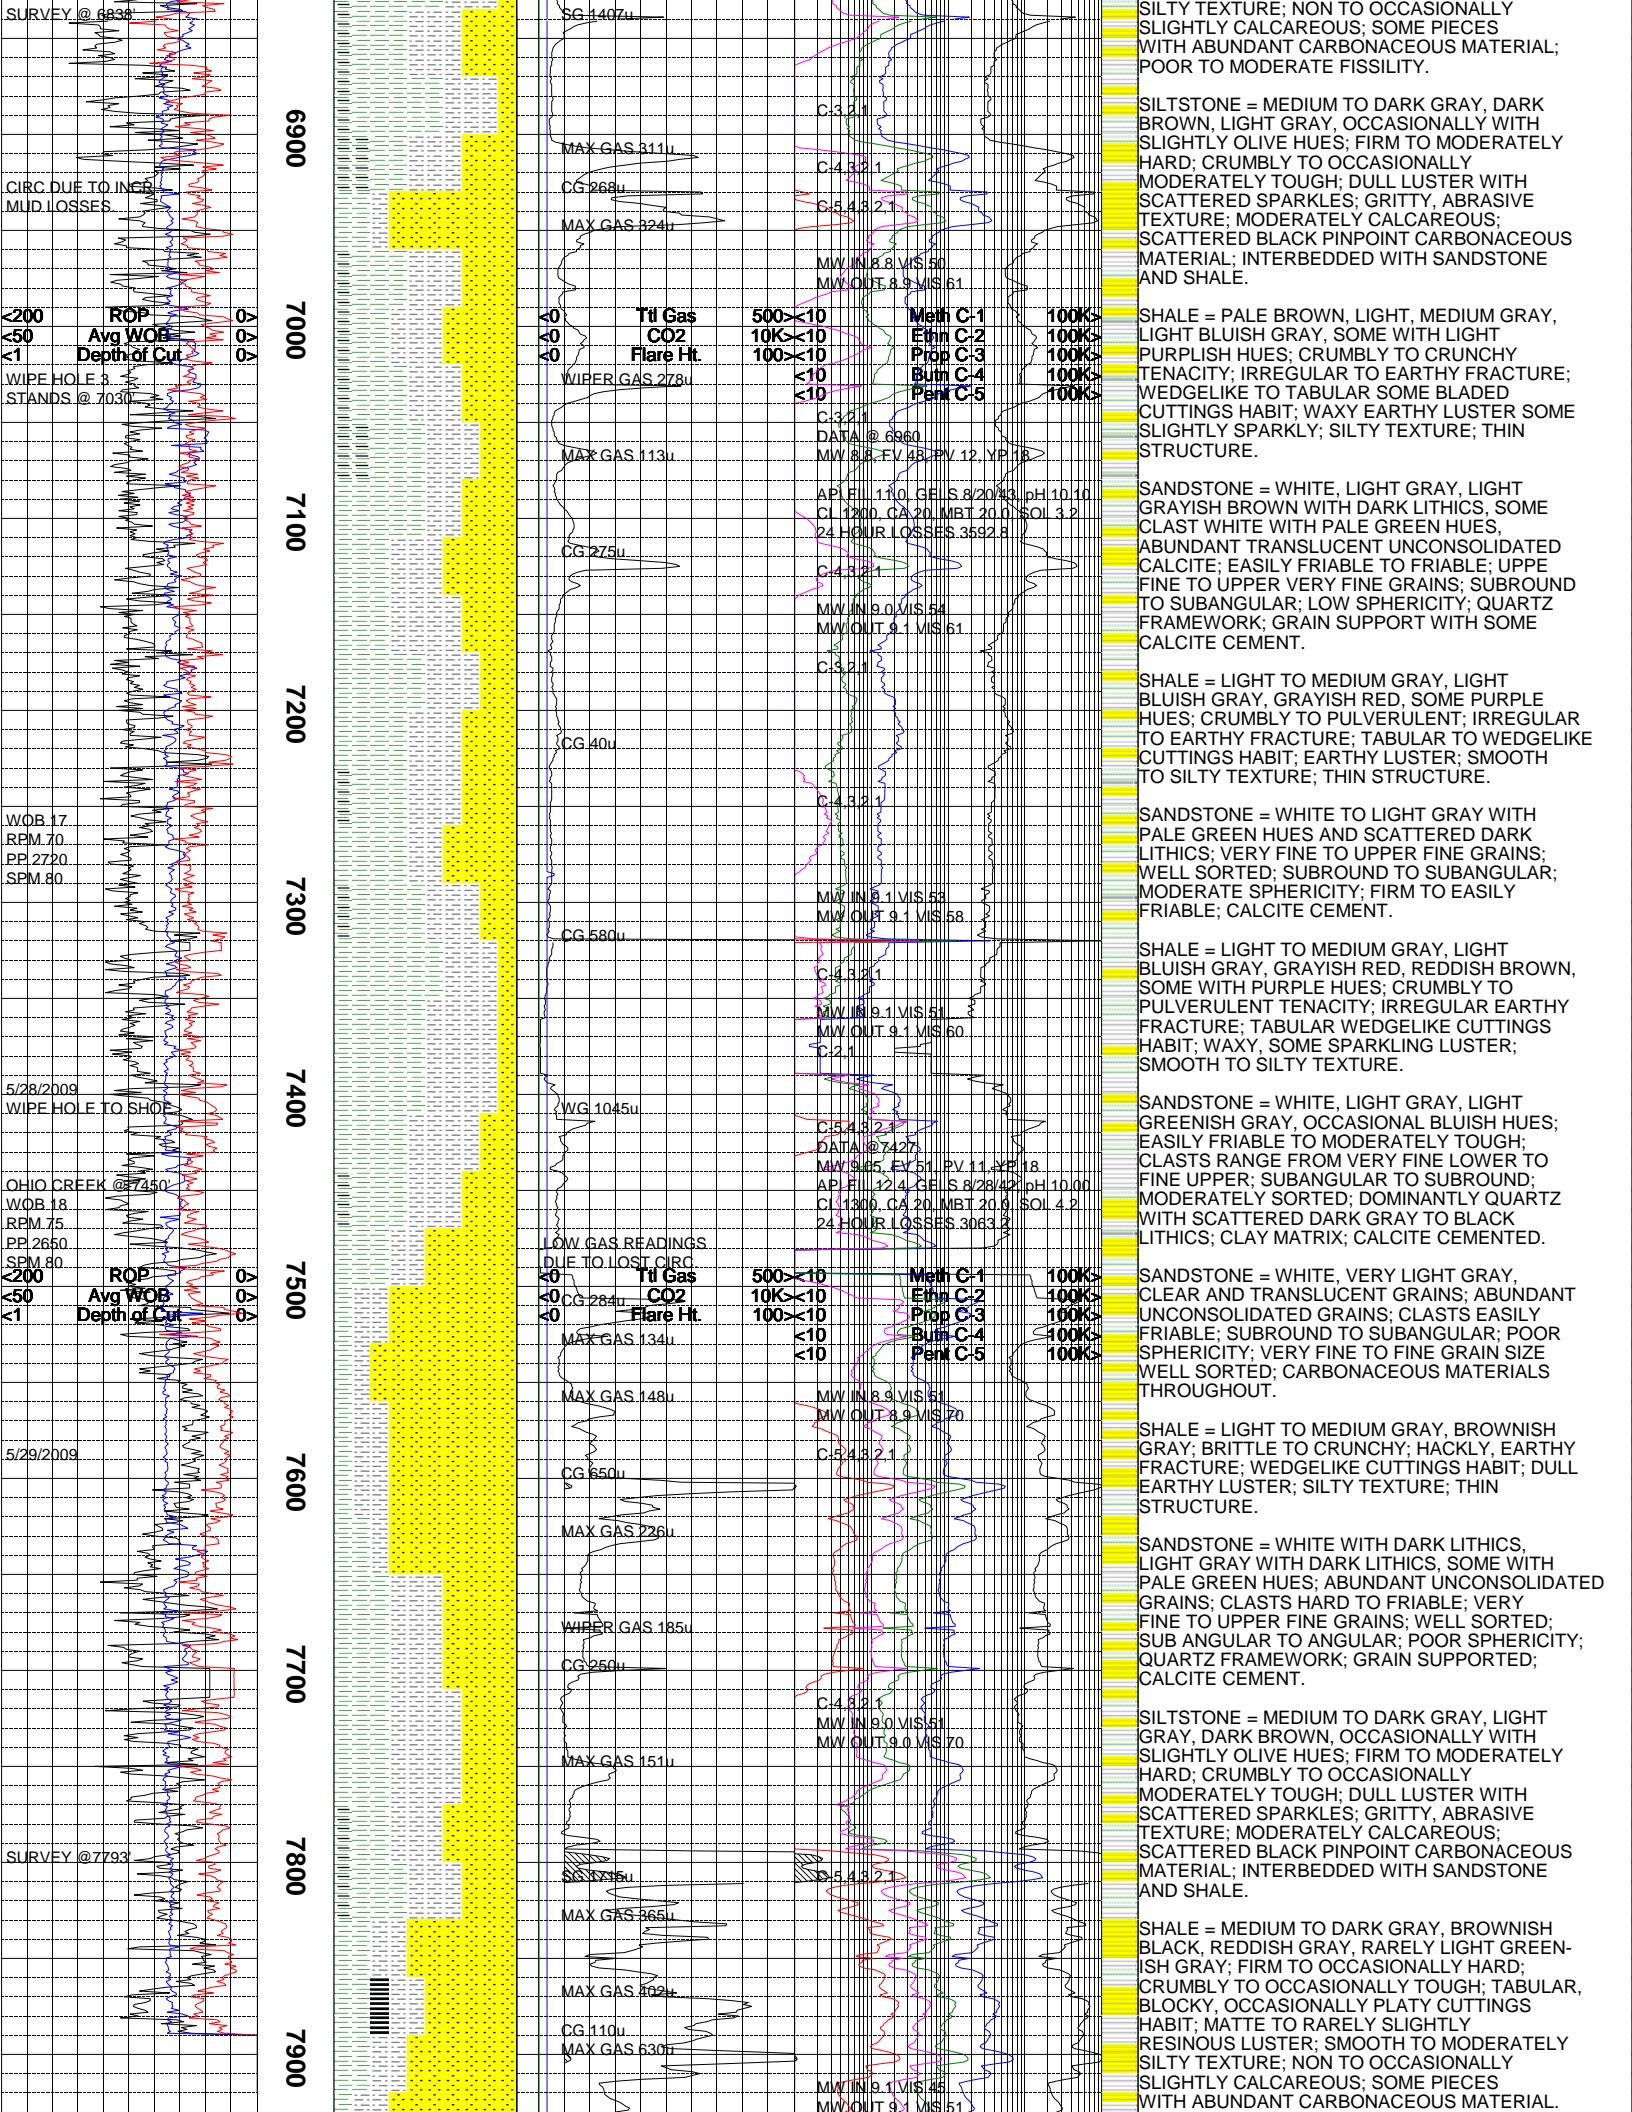 SURVEY @ 6838'
CIRC DUE TO INCR
MUD LOSSES
<200 ROP 0>
<50 Avg WOB 0>
<1 Depth of Cut 0>
WIPE HOLE 3
STANDS @ 7030'
WOB 17
RPM 70
PP 2720
SPM 80
5/28/2009
WIPE HOLE TO SHOE
OHIO CREEK @ 7450'
WOB 18
RPM 75
PP 2650
SPM 80
<200 ROP 0>
<50 Avg WOB 0>
<1 Depth of Cut 0>
5/29/2009
SURVEY @7793'
6900
7000
7100
7200
7300
7400
7500
7600
7700
7800
7900
SG 1407u
MAX GAS 311u
CG 268u
MAX GAS 324u
<0 Ttl Gas 500>
<0 CO2 10K>
<0 Flare Ht. 100>
WIPER GAS 278u
MAX GAS 113u
CG 275u
CG 40u
CG 580u
WG 1045u
LOW GAS READINGS
DUE TO LOST CIRC
<0 Ttl Gas 500>
<0 CO2 10K>
<0 Flare Ht. 100>
CG 284u
MAX GAS 134u
MAX GAS 148u
CG 650u
MAX GAS 226u
WIPER GAS 185u
CG 250u
MAX GAS 151u
SG 1715u
MAX GAS 365u
MAX GAS 402u
CG 110u
MAX GAS 630u
C-3,2,1
C-4,3,2,1
C-5,4,3,2,1
MW IN 8.8 VIS 50
MW OUT 8.9 VIS 61
<10 Meth C-1 100K>
<10 Ethn C-2 100K>
<10 Prop C-3 100K>
<10 Butn C-4 100K>
<10 Pent C-5 100K>
C-3,2,1
DATA @ 6960
MW 8.8, FV 48, PV 12, YP 18
API FIL 11.0, GELS 8/20/43, pH 10.10
CL 1200, CA 20, MBT 20.0, SOL 3.2
24 HOUR LOSSES 3592.8
C-4,3,2,1
MW IN 9.0 VIS 54
MW OUT 9.1 VIS 61
C-3,2,1
C-4,3,2,1
MW IN 9.1 VIS 53
MW OUT 9.1 VIS 58
C-4,3,2,1
MW IN 9.1 VIS 51
MW OUT 9.1 VIS 60
C-2,1
C-5,4,3,2,1
DATA @7427
MW 9.05, FV 51, PV 11, YP 18
API FIL 12.4, GELS 8/28/42, pH 10.00
CL 1300, CA 20, MBT 20.0, SOL 4.2
24 HOUR LOSSES 3063.2
<10 Meth C-1 100K>
<10 Ethn C-2 100K>
<10 Prop C-3 100K>
<10 Butn C-4 100K>
<10 Pent C-5 100K>
MW IN 8.9 VIS 51
MW OUT 8.9 VIS 70
C-5,4,3,2,1
C-4,3,2,1
MW IN 9.0 VIS 51
MW OUT 9.0 VIS 70
C-5,4,3,2,1
MW IN 9.1 VIS 45
MW OUT 9.1 VIS 51
SILTY TEXTURE; NON TO OCCASIONALLY
SLIGHTLY CALCAREOUS; SOME PIECES
WITH ABUNDANT CARBONACEOUS MATERIAL;
POOR TO MODERATE FISSILITY.
SILTSTONE = MEDIUM TO DARK GRAY, DARK
BROWN, LIGHT GRAY, OCCASIONALLY WITH
SLIGHTLY OLIVE HUES; FIRM TO MODERATELY
HARD; CRUMBLY TO OCCASIONALLY
MODERATELY TOUGH; DULL LUSTER WITH
SCATTERED SPARKLES; GRITTY, ABRASIVE
TEXTURE; MODERATELY CALCAREOUS;
SCATTERED BLACK PINPOINT CARBONACEOUS
MATERIAL; INTERBEDDED WITH SANDSTONE
AND SHALE.
SHALE = PALE BROWN, LIGHT, MEDIUM GRAY,
LIGHT BLUISH GRAY, SOME WITH LIGHT
PURPLISH HUES; CRUMBLY TO CRUNCHY
TENACITY; IRREGULAR TO EARTHY FRACTURE;
WEDGELIKE TO TABULAR SOME BLADED
CUTTINGS HABIT; WAXY EARTHY LUSTER SOME
SLIGHTLY SPARKLY; SILTY TEXTURE; THIN
STRUCTURE.
SANDSTONE = WHITE, LIGHT GRAY, LIGHT
GRAYISH BROWN WITH DARK LITHICS, SOME
CLAST WHITE WITH PALE GREEN HUES,
ABUNDANT TRANSLUCENT UNCONSOLIDATED
CALCITE; EASILY FRIABLE TO FRIABLE; UPPE
FINE TO UPPER VERY FINE GRAINS; SUBROUND
TO SUBANGULAR; LOW SPHERICITY; QUARTZ
FRAMEWORK; GRAIN SUPPORT WITH SOME
CALCITE CEMENT.
SHALE = LIGHT TO MEDIUM GRAY, LIGHT
BLUISH GRAY, GRAYISH RED, SOME PURPLE
HUES; CRUMBLY TO PULVERULENT; IRREGULAR
TO EARTHY FRACTURE; TABULAR TO WEDGELIKE
CUTTINGS HABIT; EARTHY LUSTER; SMOOTH
TO SILTY TEXTURE; THIN STRUCTURE.
SANDSTONE = WHITE TO LIGHT GRAY WITH
PALE GREEN HUES AND SCATTERED DARK
LITHICS; VERY FINE TO UPPER FINE GRAINS;
WELL SORTED; SUBROUND TO SUBANGULAR;
MODERATE SPHERICITY; FIRM TO EASILY
FRIABLE; CALCITE CEMENT.
SHALE = LIGHT TO MEDIUM GRAY, LIGHT
BLUISH GRAY, GRAYISH RED, REDDISH BROWN,
SOME WITH PURPLE HUES; CRUMBLY TO
PULVERULENT TENACITY; IRREGULAR EARTHY
FRACTURE; TABULAR WEDGELIKE CUTTINGS
HABIT; WAXY, SOME SPARKLING LUSTER;
SMOOTH TO SILTY TEXTURE.
SANDSTONE = WHITE, LIGHT GRAY, LIGHT
GREENISH GRAY, OCCASIONAL BLUISH HUES;
EASILY FRIABLE TO MODERATELY TOUGH;
CLASTS RANGE FROM VERY FINE LOWER TO
FINE UPPER; SUBANGULAR TO SUBROUND;
MODERATELY SORTED; DOMINANTLY QUARTZ
WITH SCATTERED DARK GRAY TO BLACK
LITHICS; CLAY MATRIX; CALCITE CEMENTED.
SANDSTONE = WHITE, VERY LIGHT GRAY,
CLEAR AND TRANSLUCENT GRAINS; ABUNDANT
UNCONSOLIDATED GRAINS; CLASTS EASILY
FRIABLE; SUBROUND TO SUBANGULAR; POOR
SPHERICITY; VERY FINE TO FINE GRAIN SIZE
WELL SORTED; CARBONACEOUS MATERIALS
THROUGHOUT.
SHALE = LIGHT TO MEDIUM GRAY, BROWNISH
GRAY; BRITTLE TO CRUNCHY; HACKLY, EARTHY
FRACTURE; WEDGELIKE CUTTINGS HABIT; DULL
EARTHY LUSTER; SILTY TEXTURE; THIN
STRUCTURE.
SANDSTONE = WHITE WITH DARK LITHICS,
LIGHT GRAY WITH DARK LITHICS, SOME WITH
PALE GREEN HUES; ABUNDANT UNCONSOLIDATED
GRAINS; CLASTS HARD TO FRIABLE; VERY
FINE TO UPPER FINE GRAINS; WELL SORTED;
SUB ANGULAR TO ANGULAR; POOR SPHERICITY;
QUARTZ FRAMEWORK; GRAIN SUPPORTED;
CALCITE CEMENT.
SILTSTONE = MEDIUM TO DARK GRAY, LIGHT
GRAY, DARK BROWN, OCCASIONALLY WITH
SLIGHTLY OLIVE HUES; FIRM TO MODERATELY
HARD; CRUMBLY TO OCCASIONALLY
MODERATELY TOUGH; DULL LUSTER WITH
SCATTERED SPARKLES; GRITTY, ABRASIVE
TEXTURE; MODERATELY CALCAREOUS;
SCATTERED BLACK PINPOINT CARBONACEOUS
MATERIAL; INTERBEDDED WITH SANDSTONE
AND SHALE.
SHALE = MEDIUM TO DARK GRAY, BROWNISH
BLACK, REDDISH GRAY, RARELY LIGHT GREEN-
ISH GRAY; FIRM TO OCCASIONALLY HARD;
CRUMBLY TO OCCASIONALLY TOUGH; TABULAR,
BLOCKY, OCCASIONALLY PLATY CUTTINGS
HABIT; MATTE TO RARELY SLIGHTLY
RESINOUS LUSTER; SMOOTH TO MODERATELY
SILTY TEXTURE; NON TO OCCASIONALLY
SLIGHTLY CALCAREOUS; SOME PIECES
WITH ABUNDANT CARBONACEOUS MATERIAL.